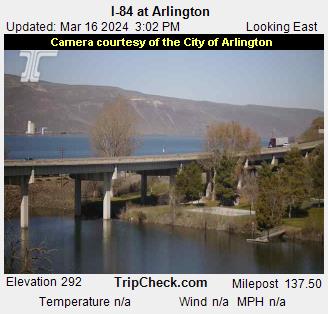 I-84 at Arlington
Updated: Mar 16 2024 3:02 PM Looking East
Camera courtesy of the City of Arlington
Elevation 292 TripCheck.com Milepost 137.50
Temperature n/a Wind n/a MPH n/a